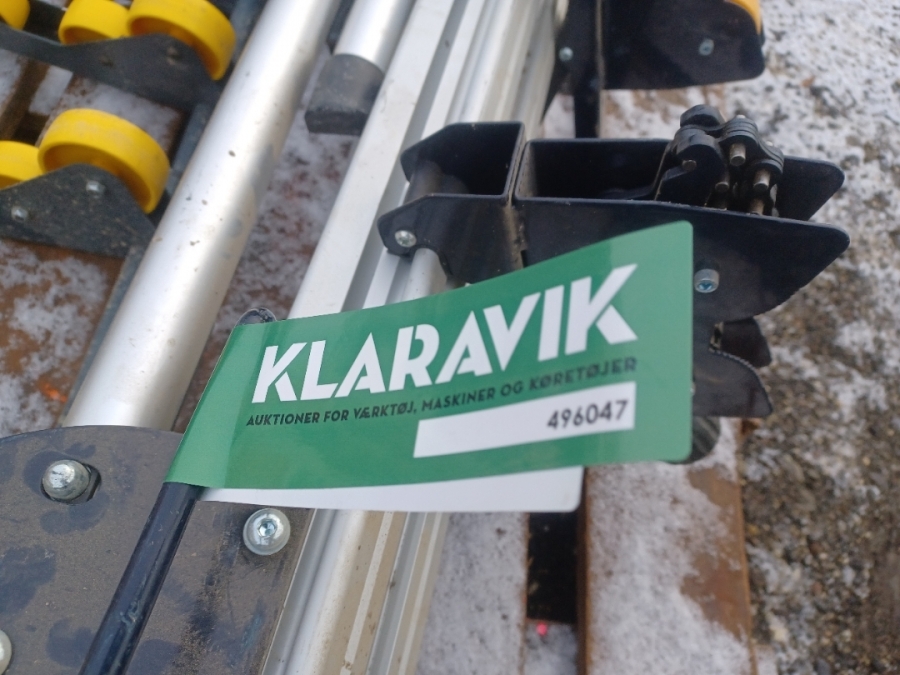 KLARAVIK
AUKTIONER FOR VÆRKTØJ, MASKINER OG KØRETØJER
496047